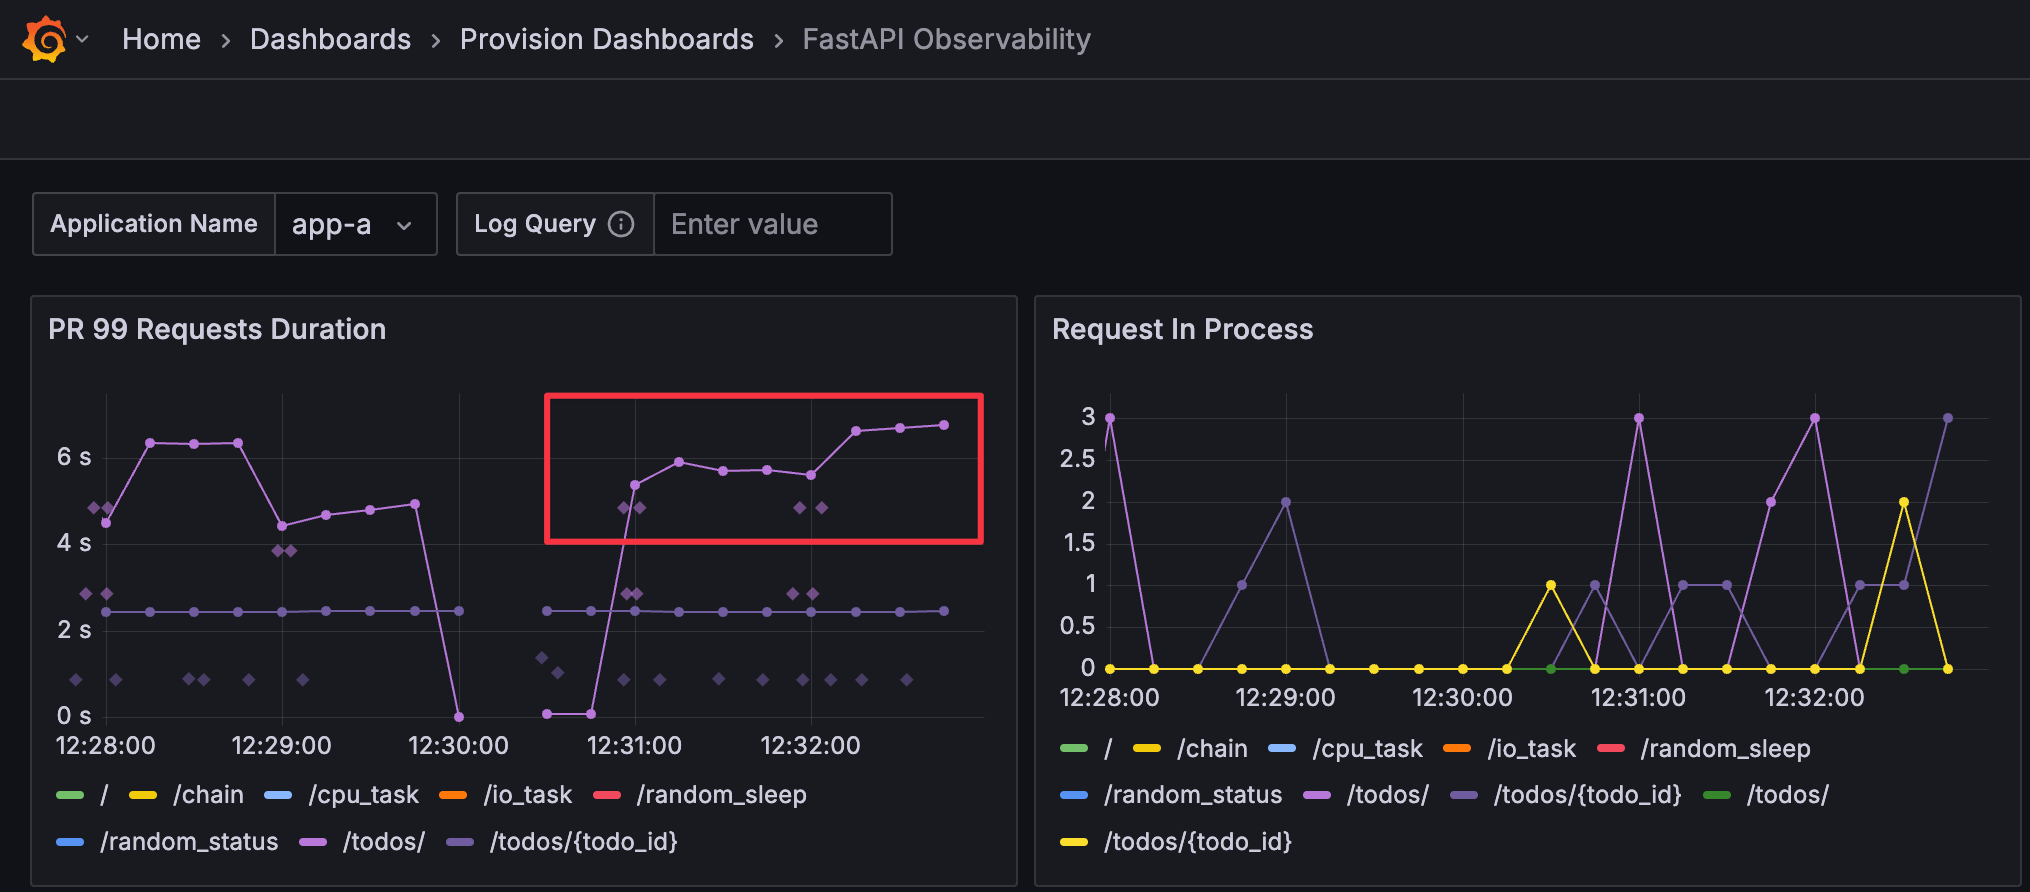 Home > Dashboards > Provision Dashboards > FastAPI Observability
Application Name app-a Log Query Enter value
PR 99 Requests Duration
6 s
4 s
2 s
0 s
12:28:00 12:29:00 12:30:00 12:31:00 12:32:00
/ /chain /cpu_task /io_task /random_sleep
/random_status /todos/ /todos/{todo_id}
Request In Process
3
2.5
2
1.5
1
0.5
0
12:28:00 12:29:00 12:30:00 12:31:00 12:32:00
/ /chain /cpu_task /io_task /random_sleep
/random_status /todos/ /todos/{todo_id} /todos/
/todos/{todo_id}